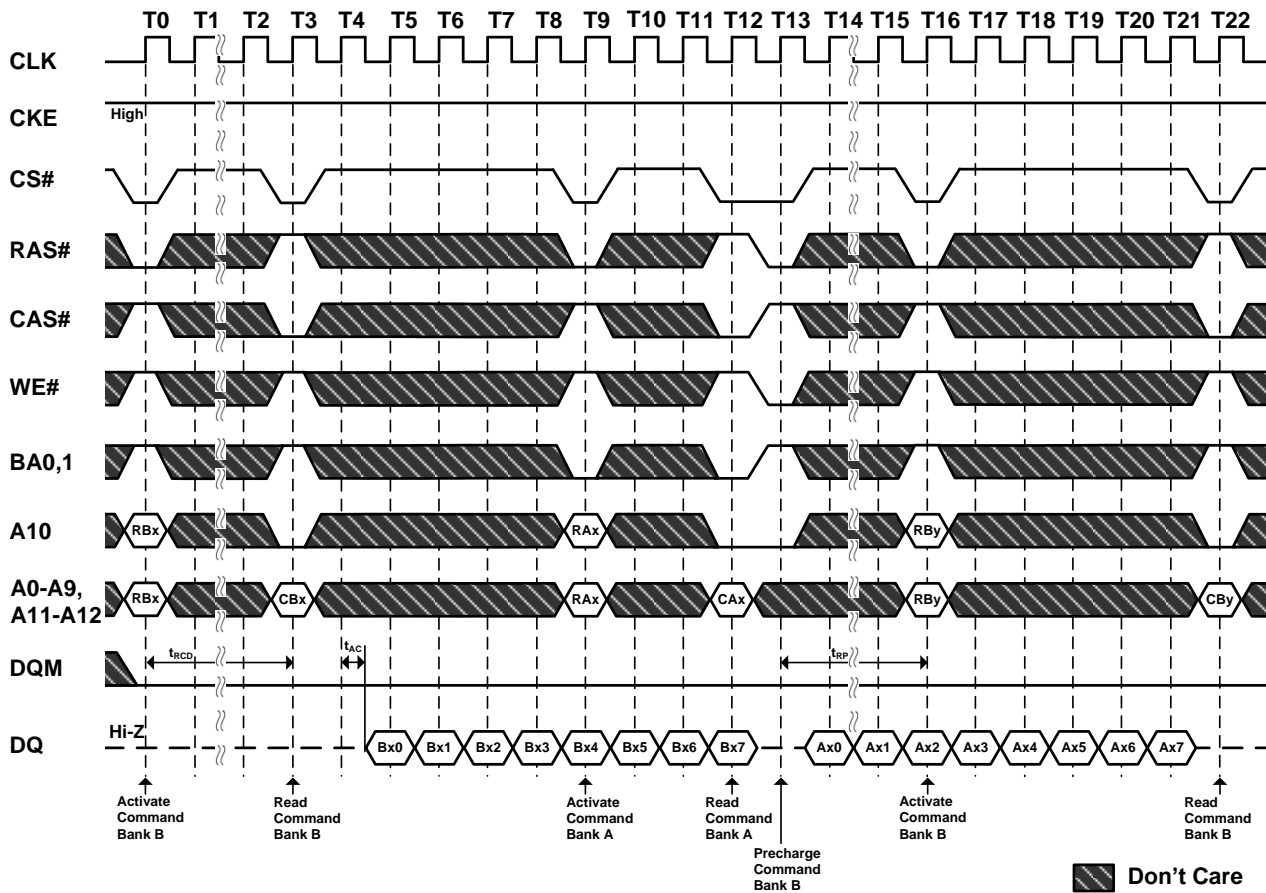 T0 T1 T2 T3 T4 T5 T6 T7 T8 T9 T10 T11 T12 T13 T14 T15 T16 T17 T18 T19 T20 T21 T22
CLK
CKE High
CS#
RAS#
CAS#
WE#
BA0,1
A10 RBx RAx RBy
A0-A9,
A11-A12 RBx CBx RAx CAx RBy CBy
DQM tRCD tAC tRP
DQ Hi-Z Bx0 Bx1 Bx2 Bx3 Bx4 Bx5 Bx6 Bx7 Ax0 Ax1 Ax2 Ax3 Ax4 Ax5 Ax6 Ax7
Activate
Command
Bank B
Read
Command
Bank B
Activate
Command
Bank A
Read
Command
Bank A
Precharge
Command
Bank B
Activate
Command
Bank B
Read
Command
Bank B
Don't Care